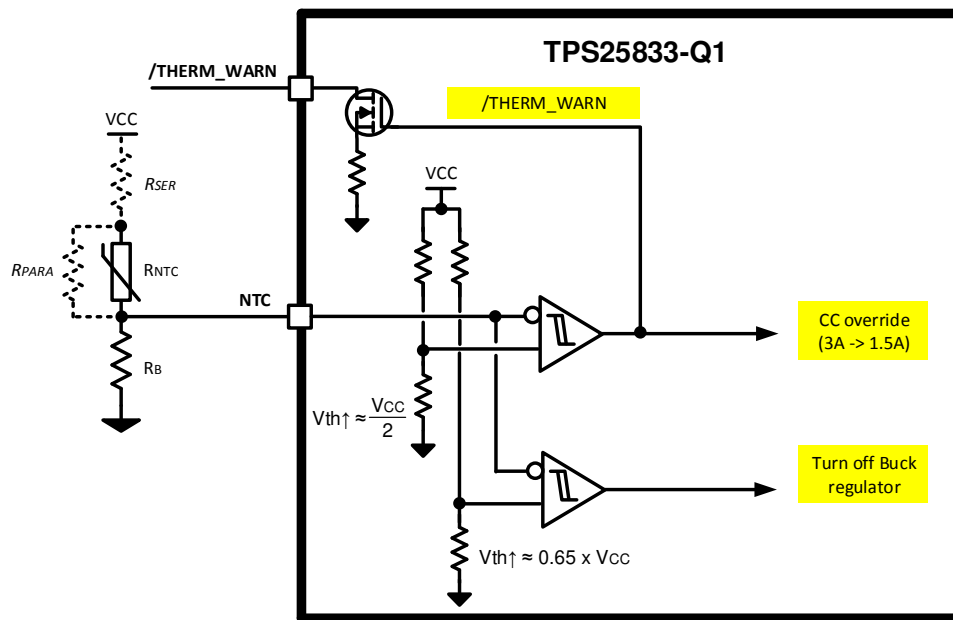 TPS25833-Q1
/THERM_WARN
/THERM_WARN
VCC
VCC
RSER
RPARA
RNTC
NTC
CC override
(3A -> 1.5A)
RB
Vth↑ ≈ VCC
2
Turn off Buck
regulator
Vth↑ ≈ 0.65 x VCC